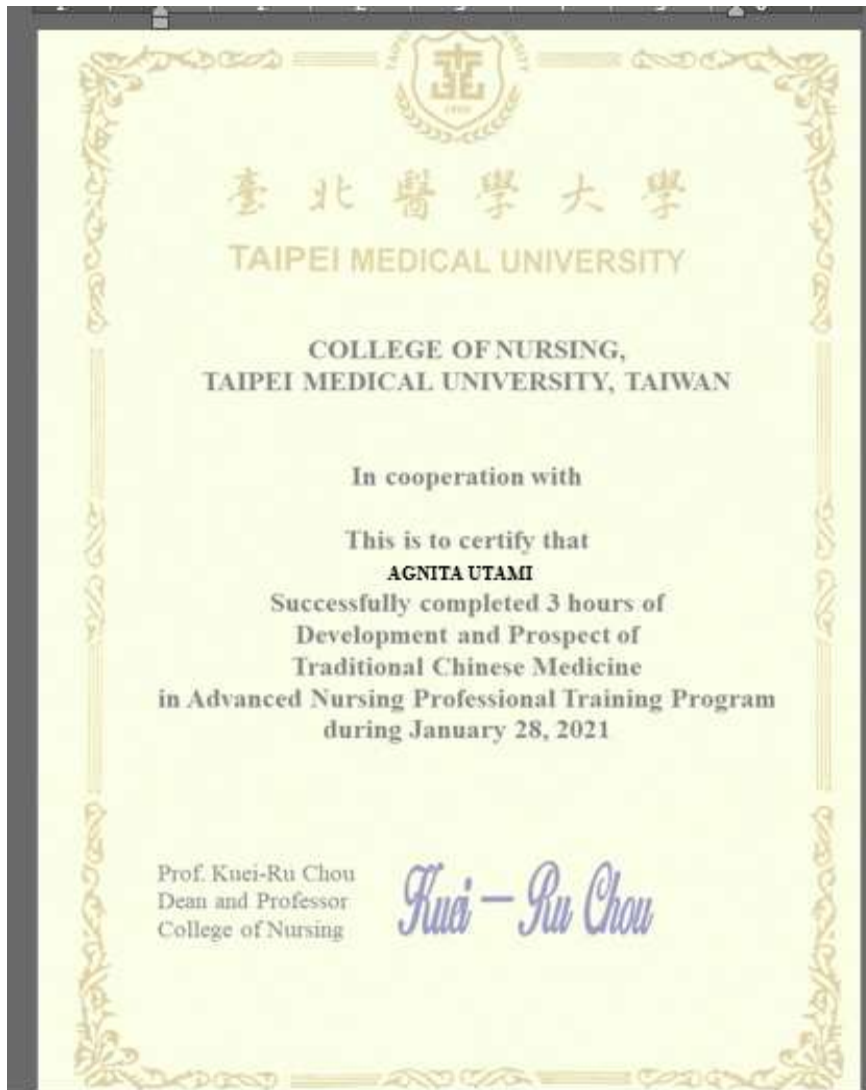 臺北醫學大學
TAIPEI MEDICAL UNIVERSITY
COLLEGE OF NURSING,
TAIPEI MEDICAL UNIVERSITY, TAIWAN
In cooperation with
This is to certify that
AGNITA UTAMI
Successfully completed 3 hours of
Development and Prospect of
Traditional Chinese Medicine
in Advanced Nursing Professional Training Program
during January 28, 2021
Prof. Kuei-Ru Chou
Dean and Professor
College of Nursing
Kuei-Ru Chou